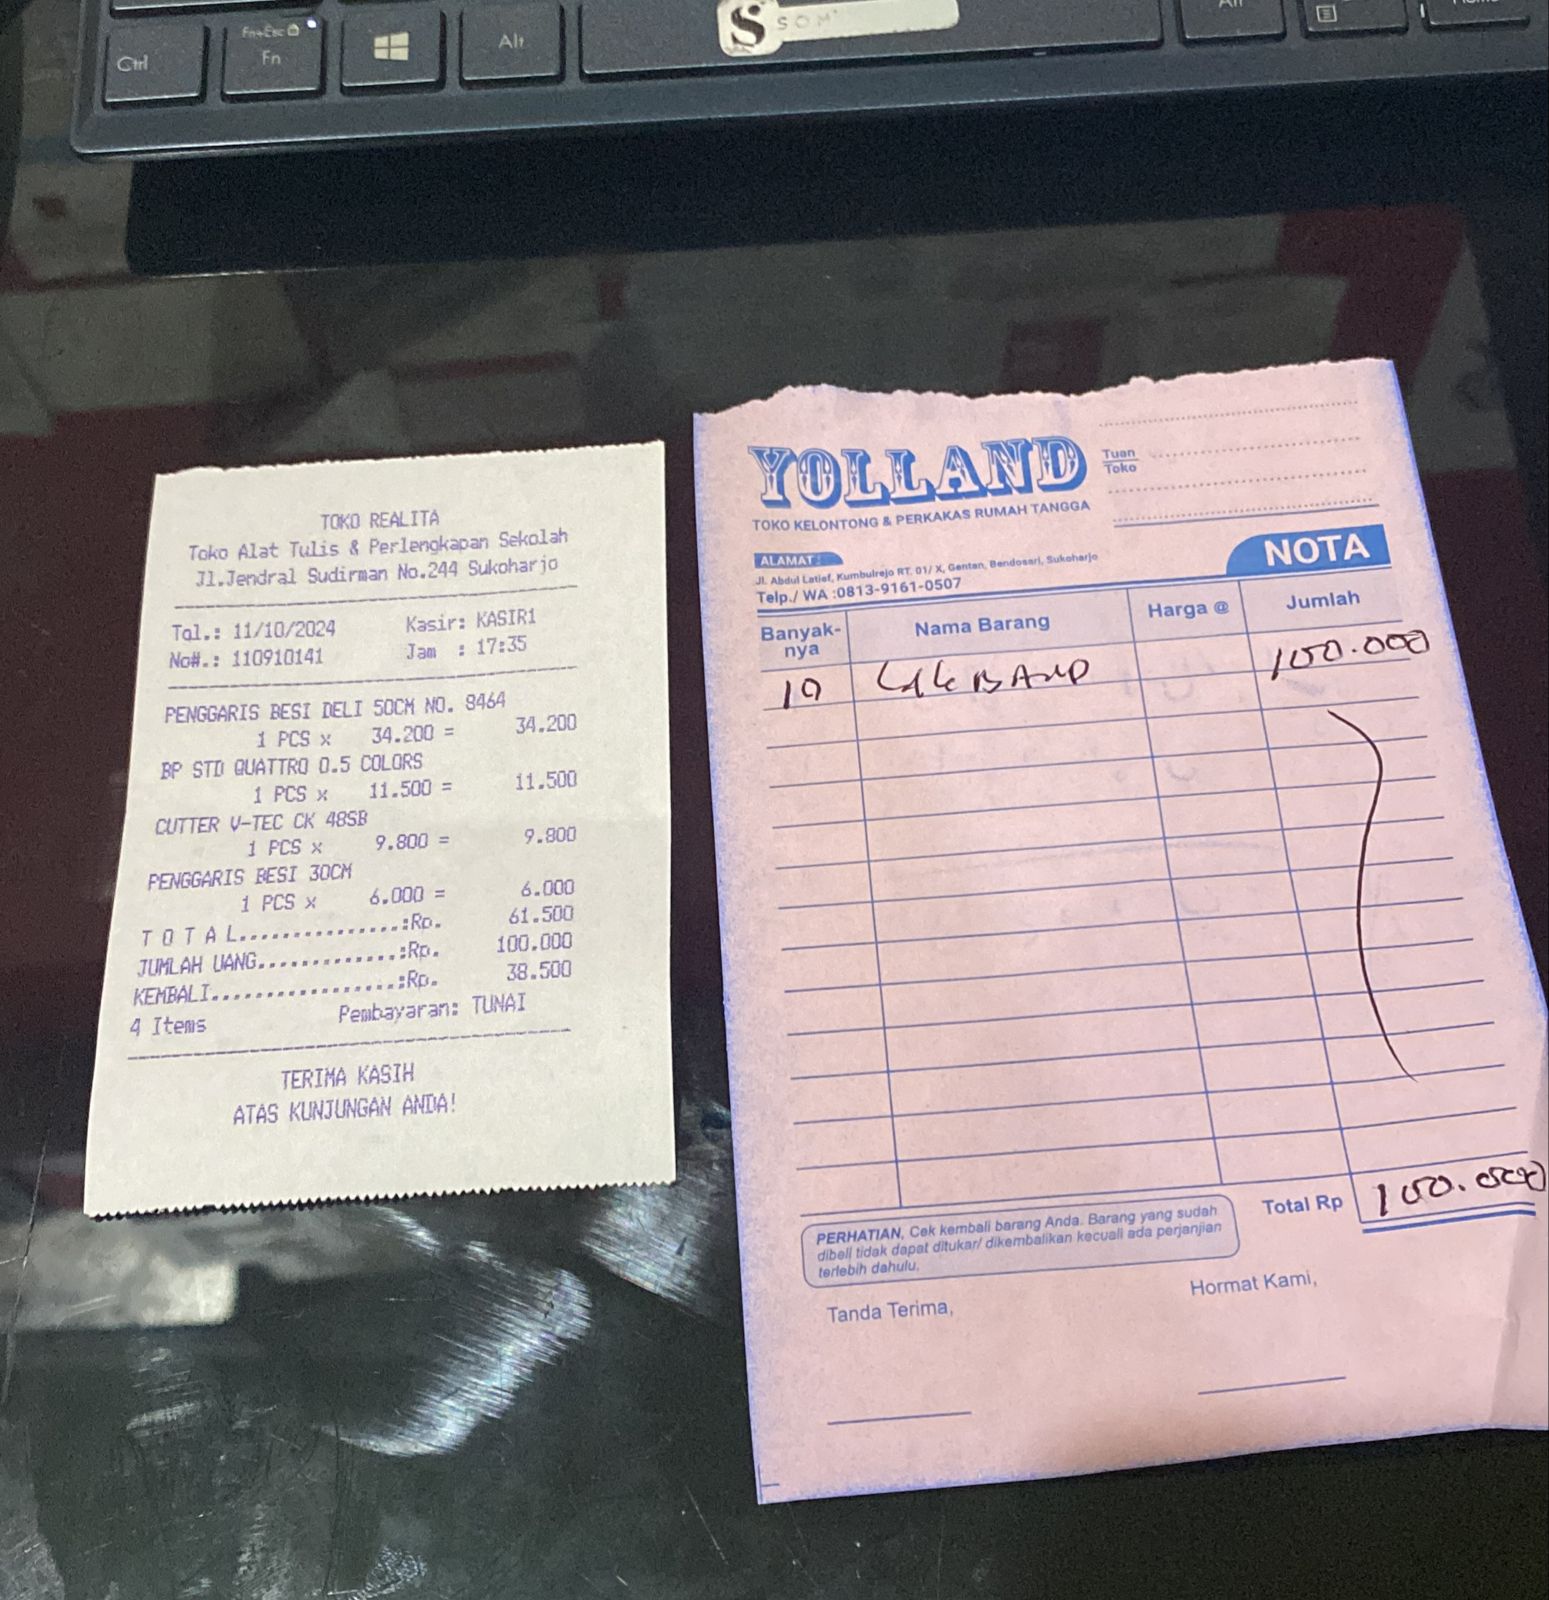 Ctrl
Fn+Esc
Fn
Alt
S SOM
TOKO REALITA
Toko Alat Tulis & Perlengkapan Sekolah
Jl.Jendral Sudirman No.244 Sukoharjo
Tgl.: 11/10/2024 Kasir: KASIR1
No#.: 110910141 Jam : 17:35
PENGGARIS BESI DELI 50CM NO. 8464
1 PCS x 34.200 = 34.200
BP STD QUATTRO 0.5 COLORS
1 PCS x 11.500 = 11.500
CUTTER V-TEC CK 48SB
1 PCS x 9.800 = 9.800
PENGGARIS BESI 30CM
1 PCS x 6.000 = 6.000
T O T A L...............:Rp. 61.500
JUMLAH UANG.............:Rp. 100.000
KEMBALI.................:Rp. 38.500
4 Items Pembayaran: TUNAI
TERIMA KASIH
ATAS KUNJUNGAN ANDA!
YOLLAND
TOKO KELONTONG & PERKAKAS RUMAH TANGGA
Tuan
Toko
ALAMAT :
Jl. Abdul Latief, Kumbulrejo RT. 01/ X, Gentan, Bendosari, Sukoharjo
Telp./ WA :0813-9161-0507
NOTA
Banyak-nya Nama Barang Harga @ Jumlah
10 100.000
Total Rp 100.000
PERHATIAN, Cek kembali barang Anda. Barang yang sudah
dibeli tidak dapat ditukar/ dikembalikan kecuali ada perjanjian
terlebih dahulu.
Tanda Terima, Hormat Kami,